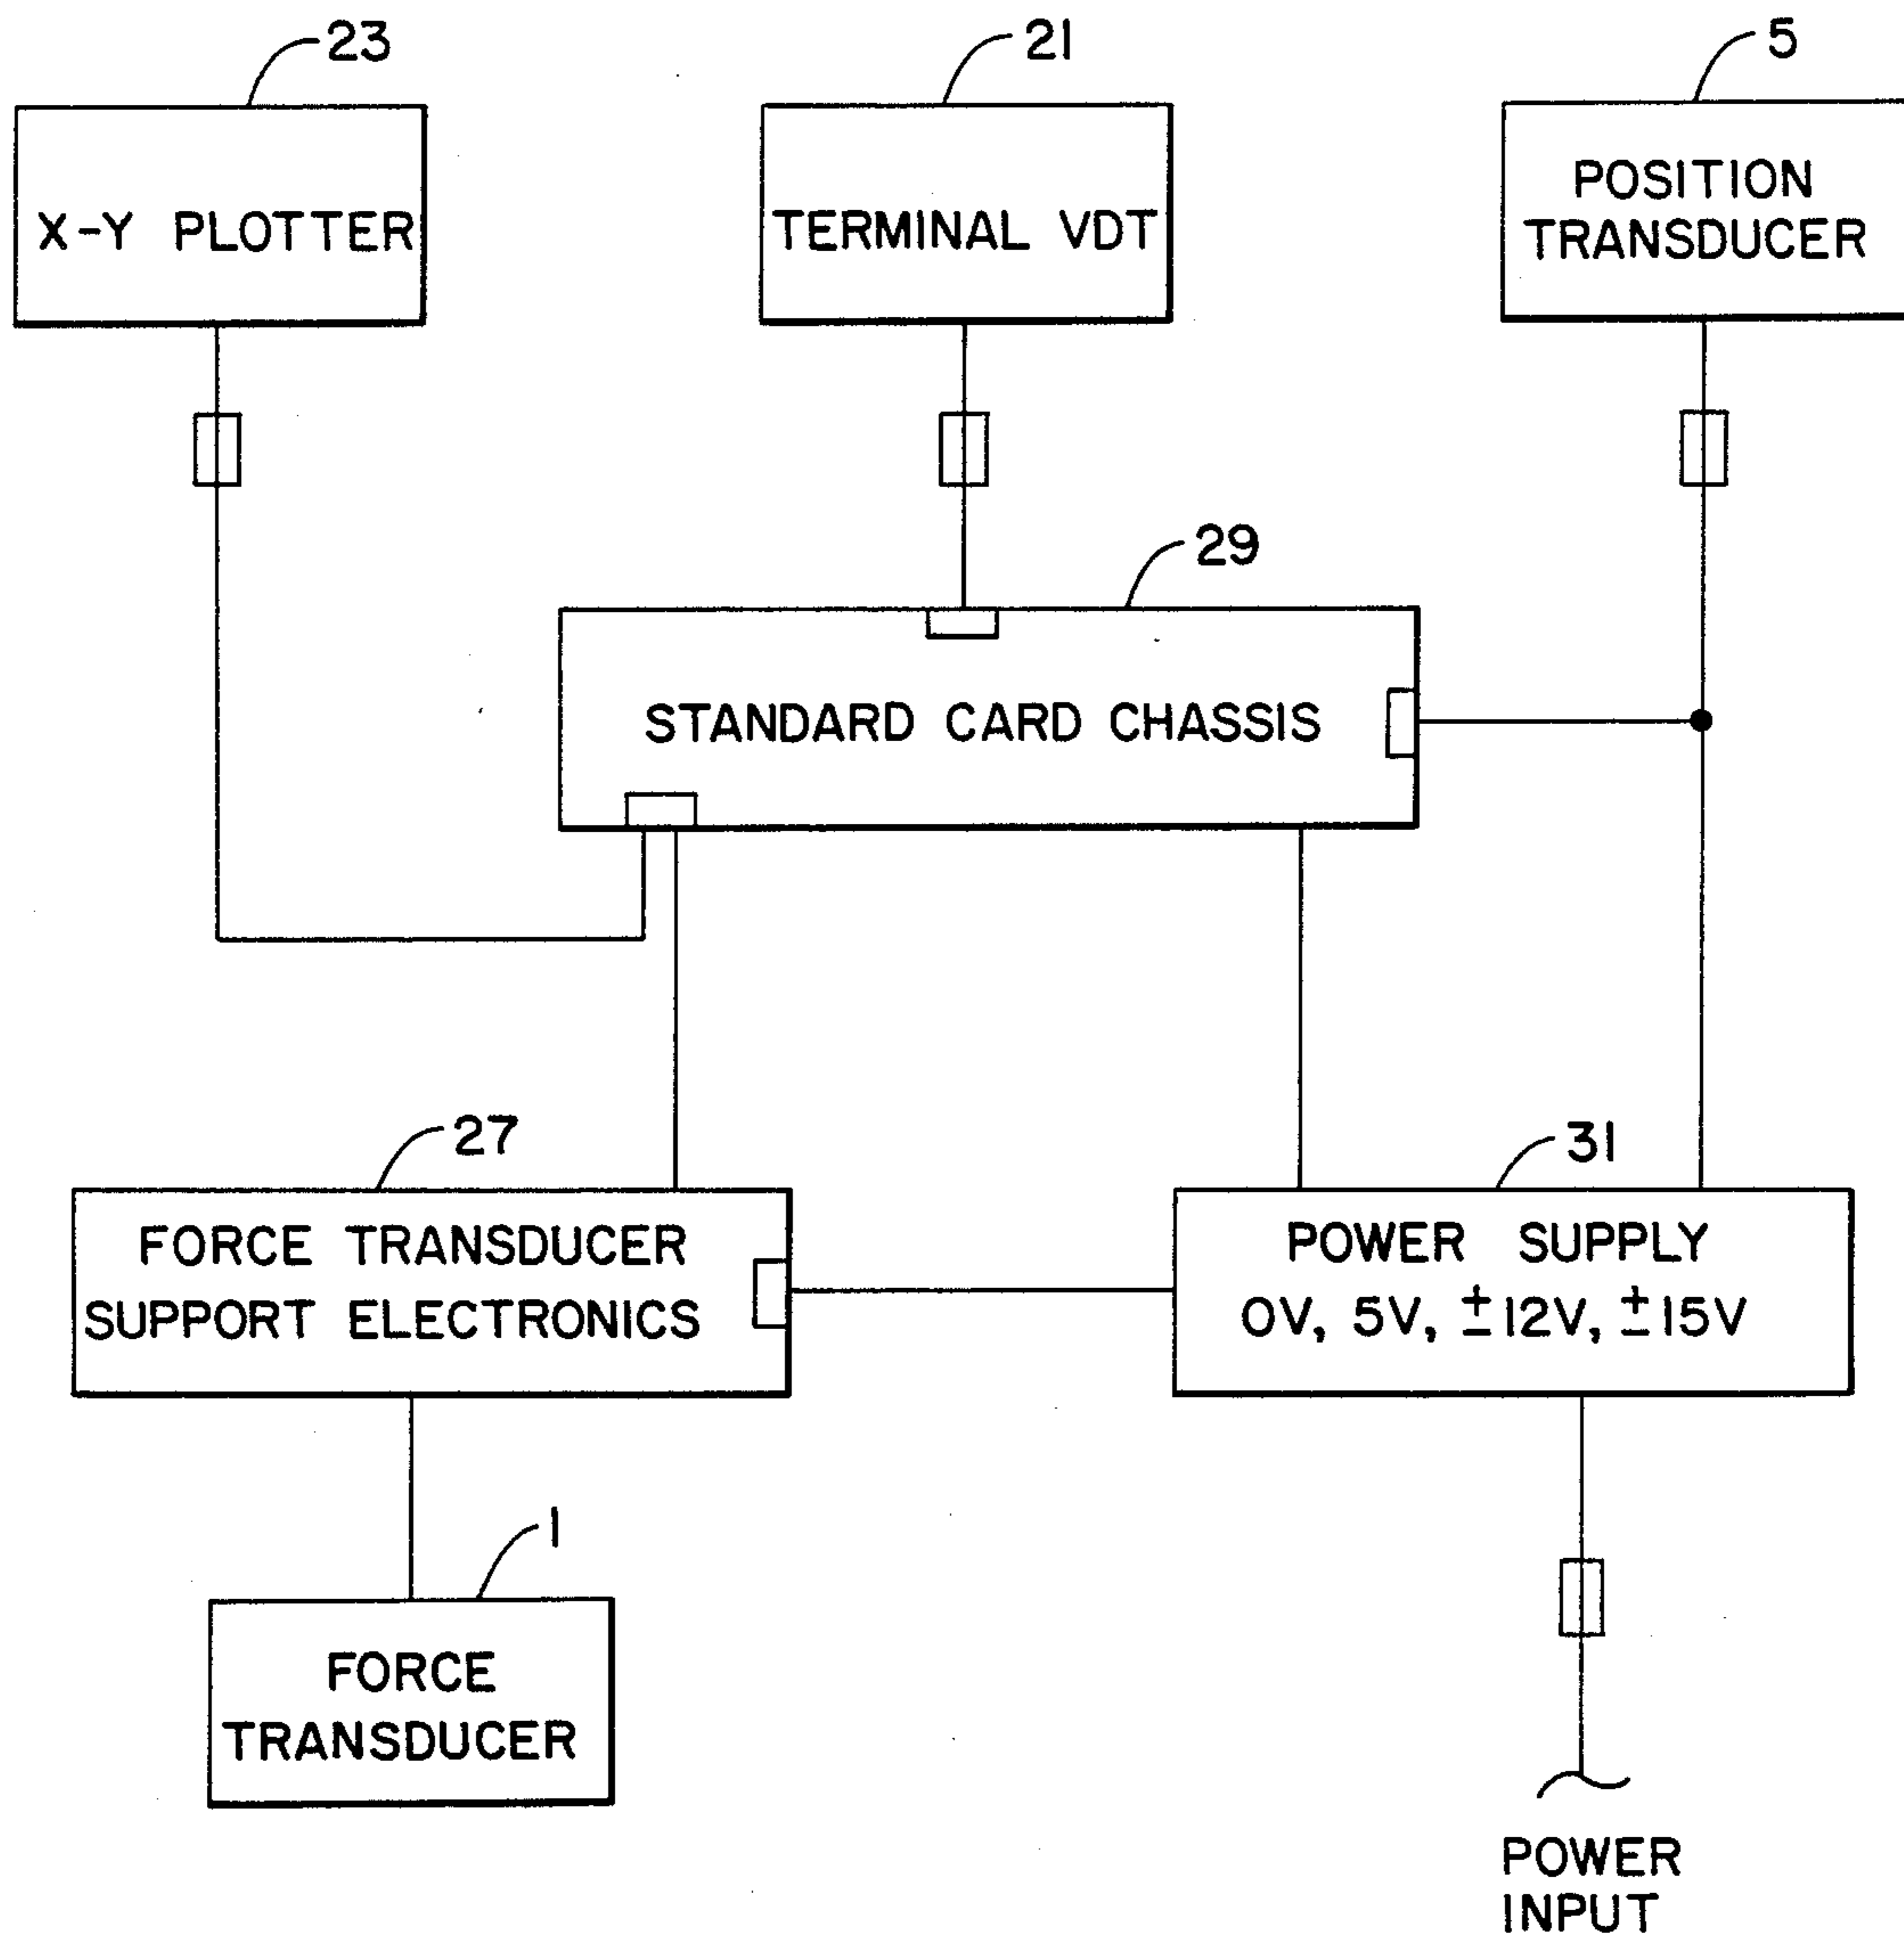 23
21
5
X-Y PLOTTER
TERMINAL VDT
POSITION
TRANSDUCER
29
STANDARD CARD CHASSIS
27
31
FORCE TRANSDUCER
SUPPORT ELECTRONICS
POWER SUPPLY
0V, 5V, ±12V, ±15V
1
FORCE
TRANSDUCER
POWER
INPUT